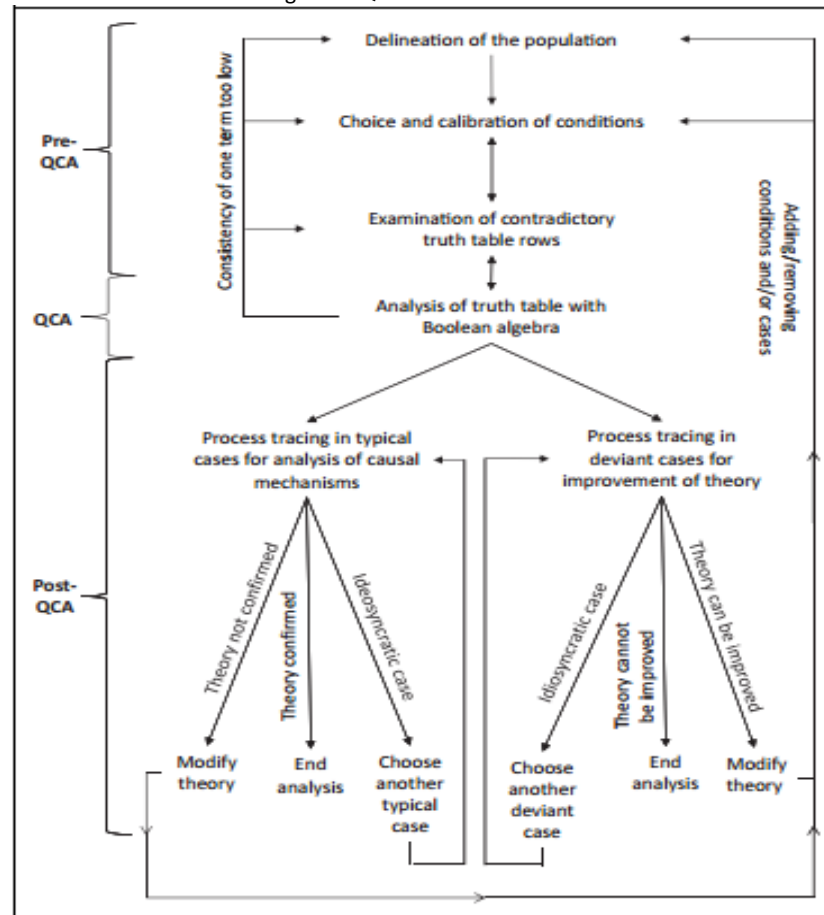 Delineation of the population
Choice and calibration of conditions
Pre-
QCA
Consistency of one term too low
Examination of contradictory
truth table rows
Adding/removing
conditions and/or cases
QCA
Analysis of truth table with
Boolean algebra
Process tracing in typical
cases for analysis of causal
mechanisms
Process tracing in
deviant cases for
improvement of theory
Post-
QCA
Theory not confirmed
Theory confirmed
Ideosyncratic case
Idiosyncratic case
Theory cannot
be improved
Theory can be improved
Modify
theory
End
analysis
Choose
another
typical
case
Choose
another
deviant
case
End
analysis
Modify
theory